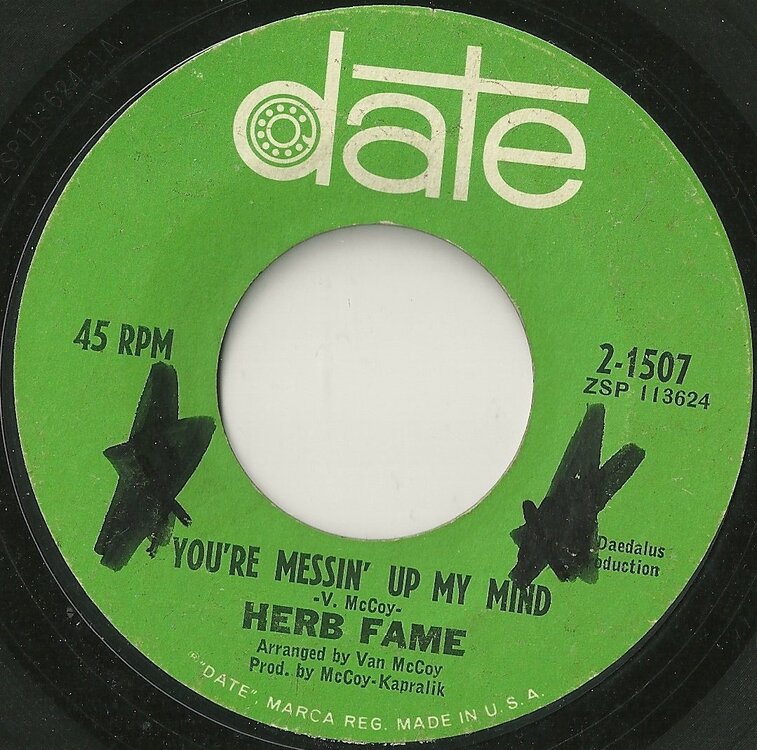 date
45 RPM
2-1507
ZSP 113624
Daedalus
oduction
YOU'RE MESSIN' UP MY MIND
-V. McCoy-
HERB FAME
Arranged by Van McCoy
Prod. by McCoy-Kapralik
℗"DATE", MARCA REG. MADE IN U.S.A.